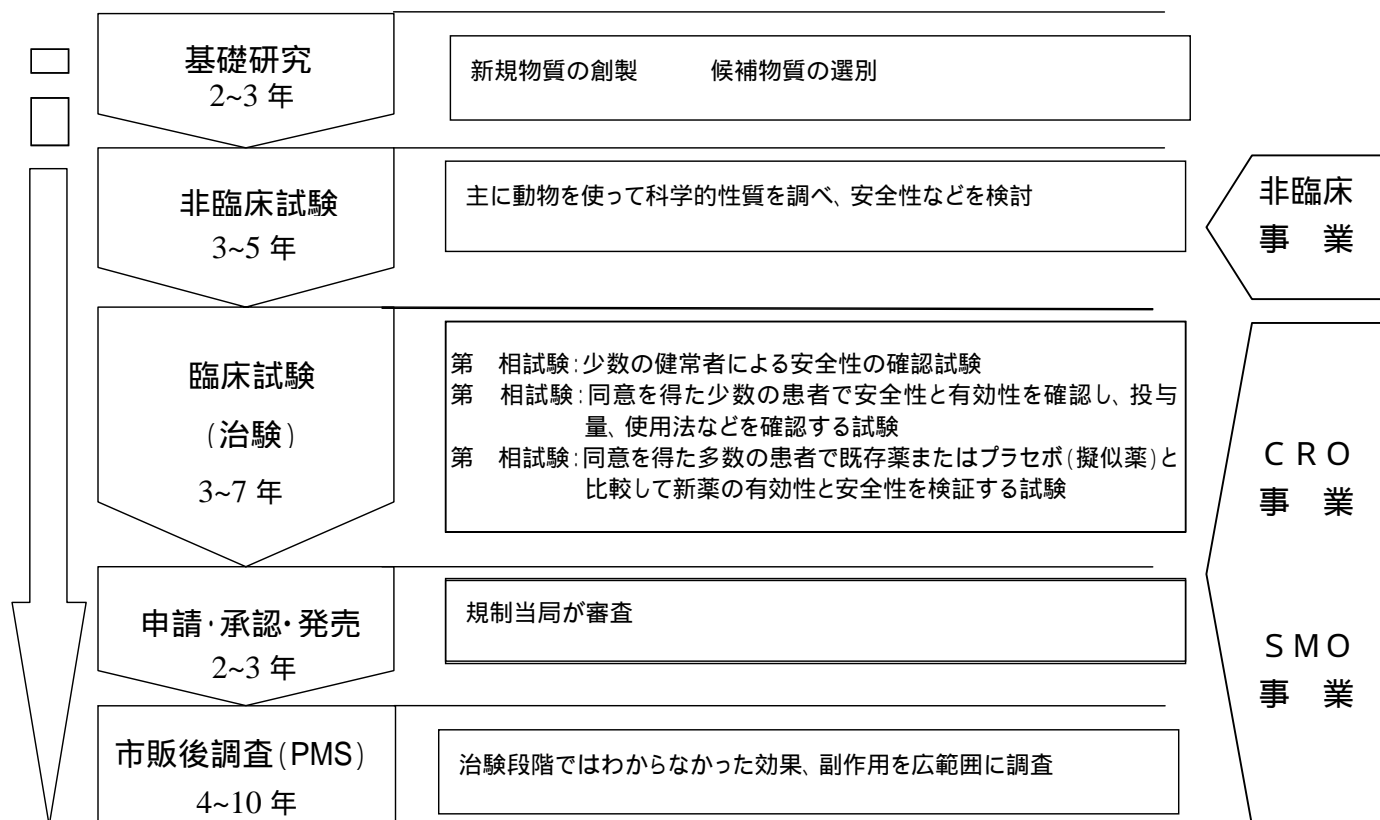 基礎研究
2~3 年
新規物質の創製　　候補物質の選別
非臨床試験
3~5 年
主に動物を使って科学的性質を調べ、安全性などを検討
非臨床
事　業
臨床試験
(治験)
3~7 年
第　相試験:少数の健常者による安全性の確認試験
第　相試験:同意を得た少数の患者で安全性と有効性を確認し、投与
量、使用法などを確認する試験
第　相試験:同意を得た多数の患者で既存薬またはプラセボ(擬似薬)と
比較して新薬の有効性と安全性を検証する試験
ＣＲＯ
事　業
申請・承認・発売
2~3 年
規制当局が審査
ＳＭＯ
事　業
市販後調査(PMS)
4~10 年
治験段階ではわからなかった効果、副作用を広範囲に調査